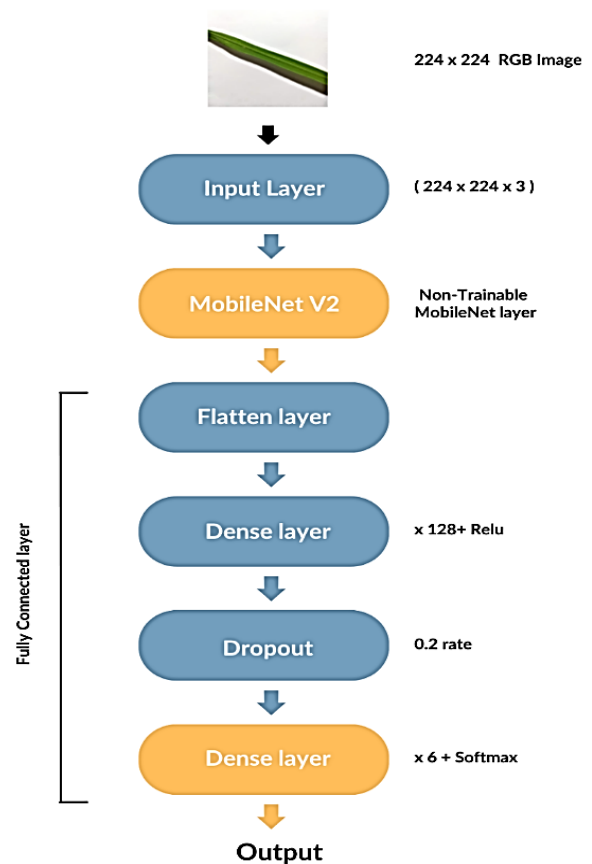 224 x 224 RGB Image
Input Layer
( 224 x 224 x 3 )
MobileNet V2
Non-Trainable
MobileNet layer
Fully Connected layer
Flatten layer
Dense layer
x 128+ Relu
Dropout
0.2 rate
Dense layer
x 6 + Softmax
Output